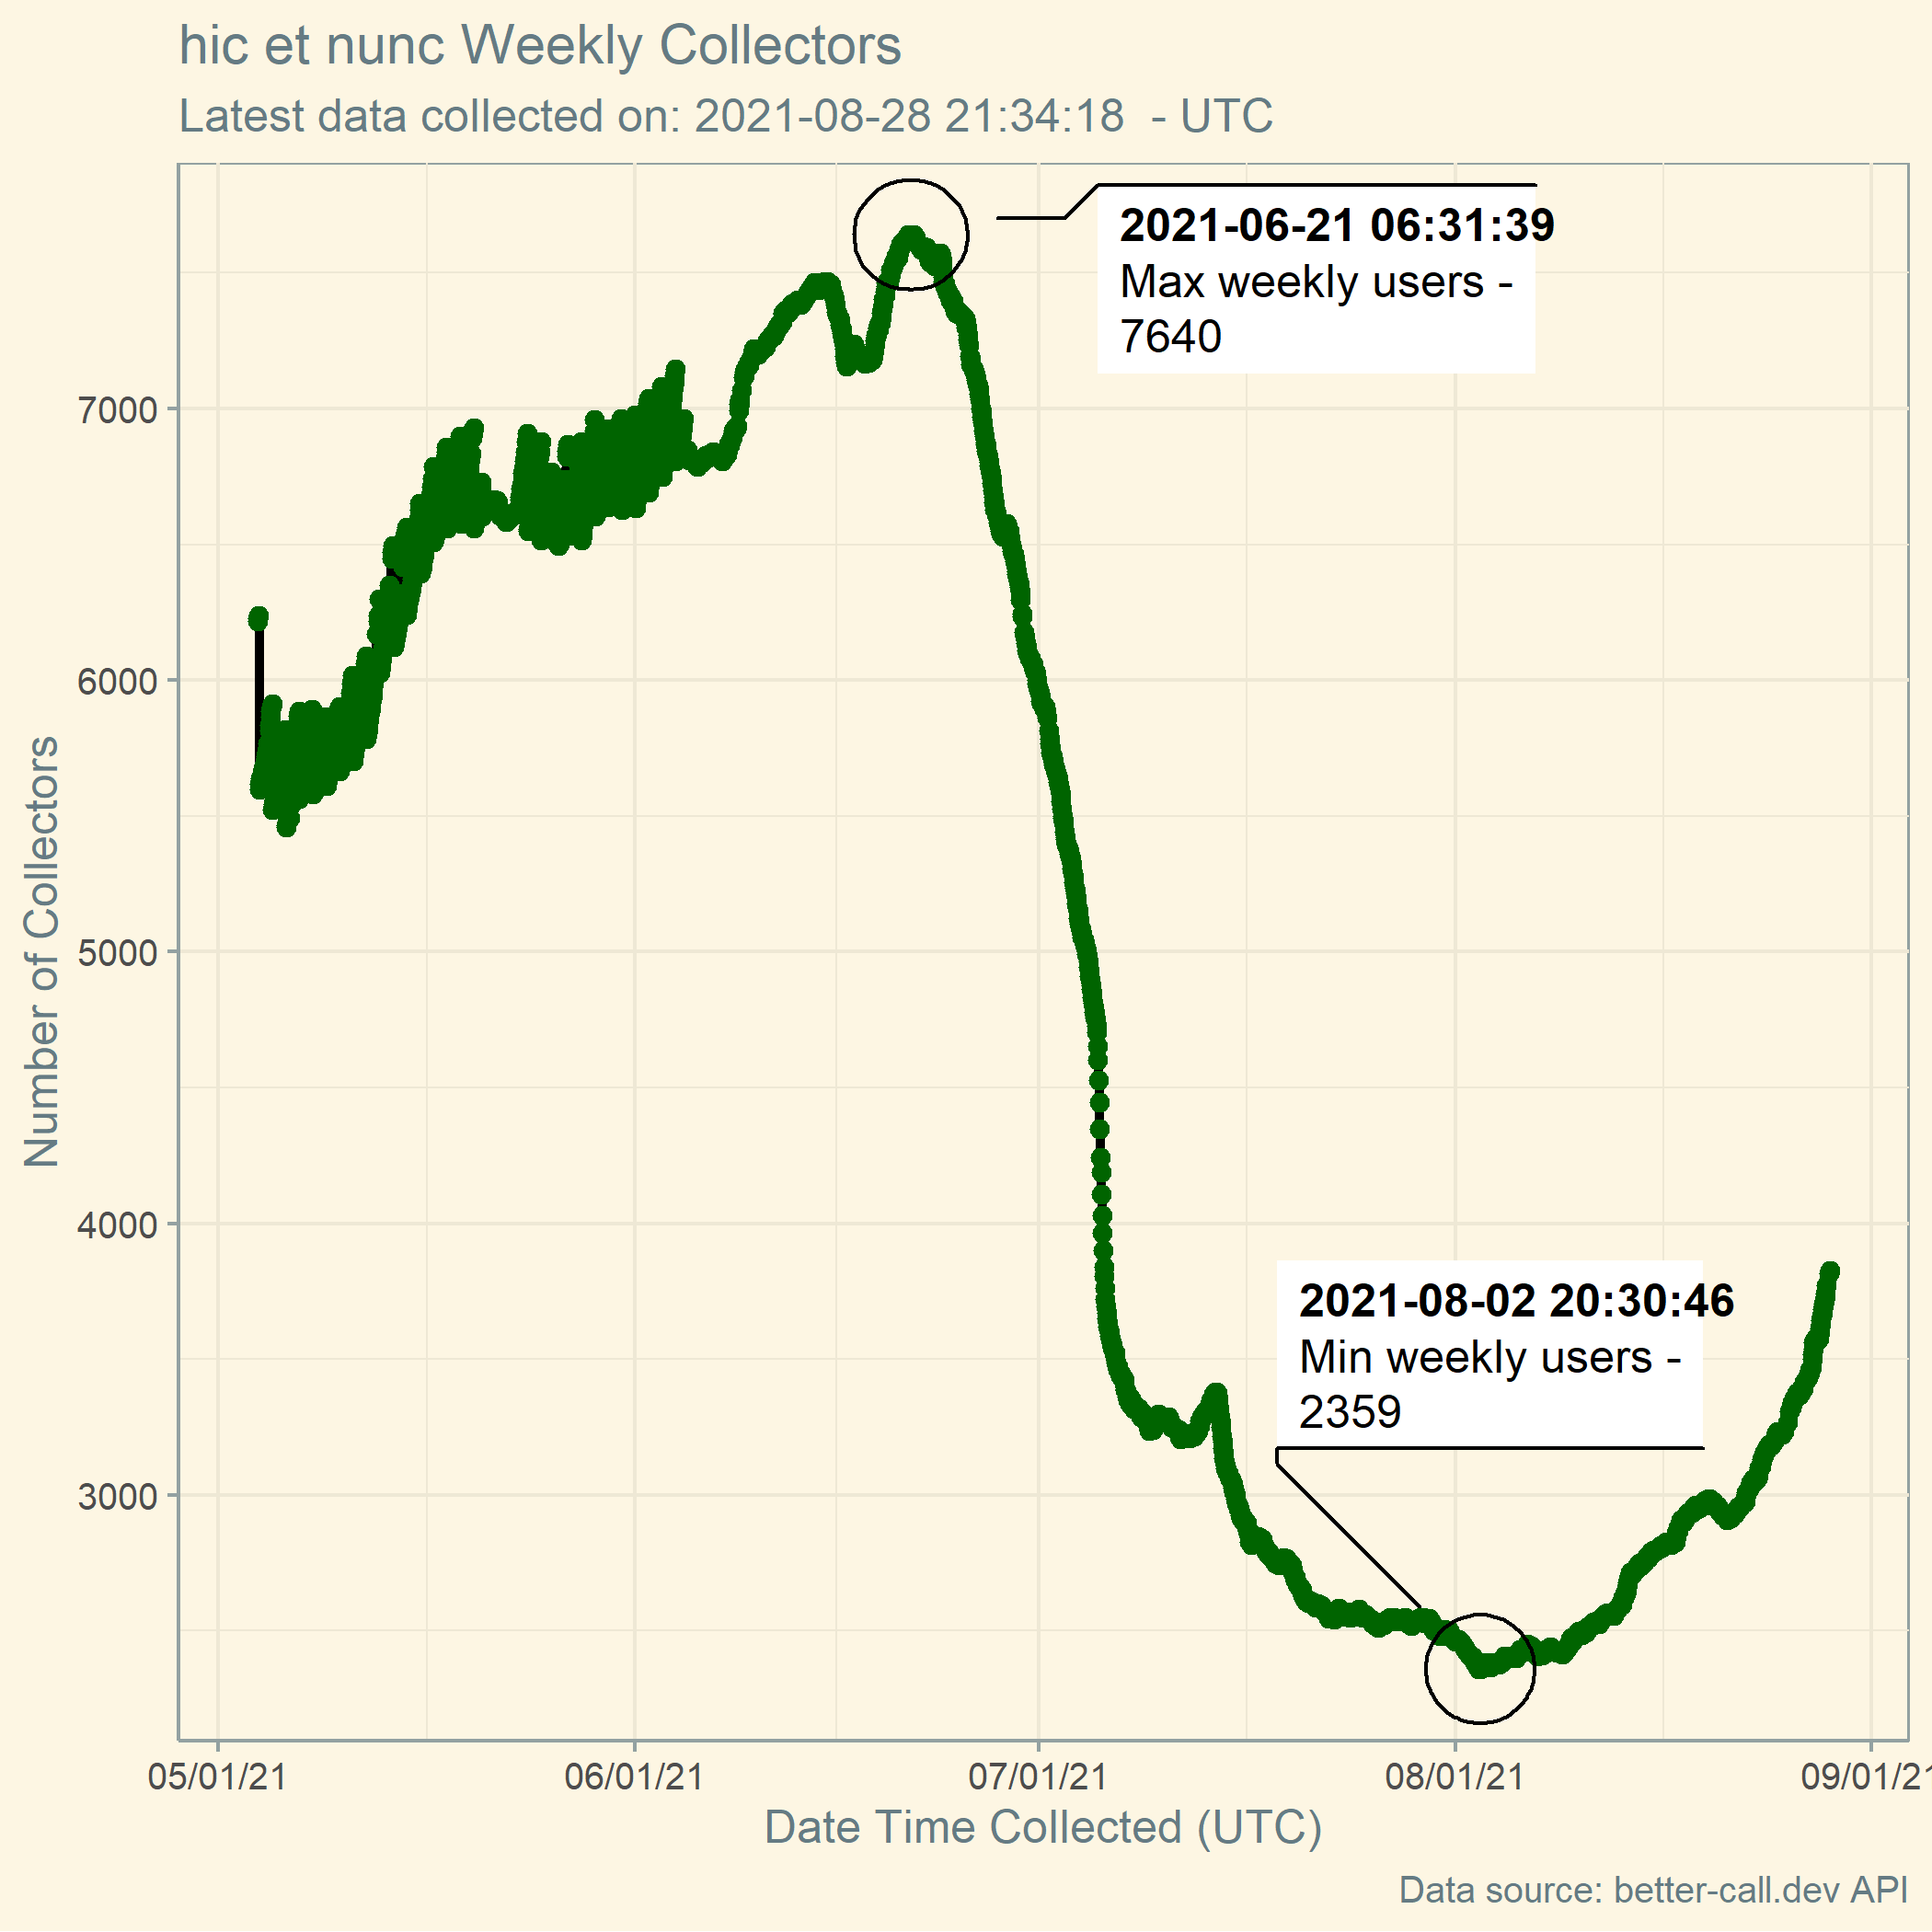 hic et nunc Weekly Collectors
Latest data collected on: 2021-08-28 21:34:18  - UTC
2021-06-21 06:31:39
Max weekly users -
7640
7000
6000
5000
4000
3000
Number of Collectors
2021-08-02 20:30:46
Min weekly users -
2359
05/01/21 06/01/21 07/01/21 08/01/21 09/01/21
Date Time Collected (UTC)
Data source: better-call.dev API